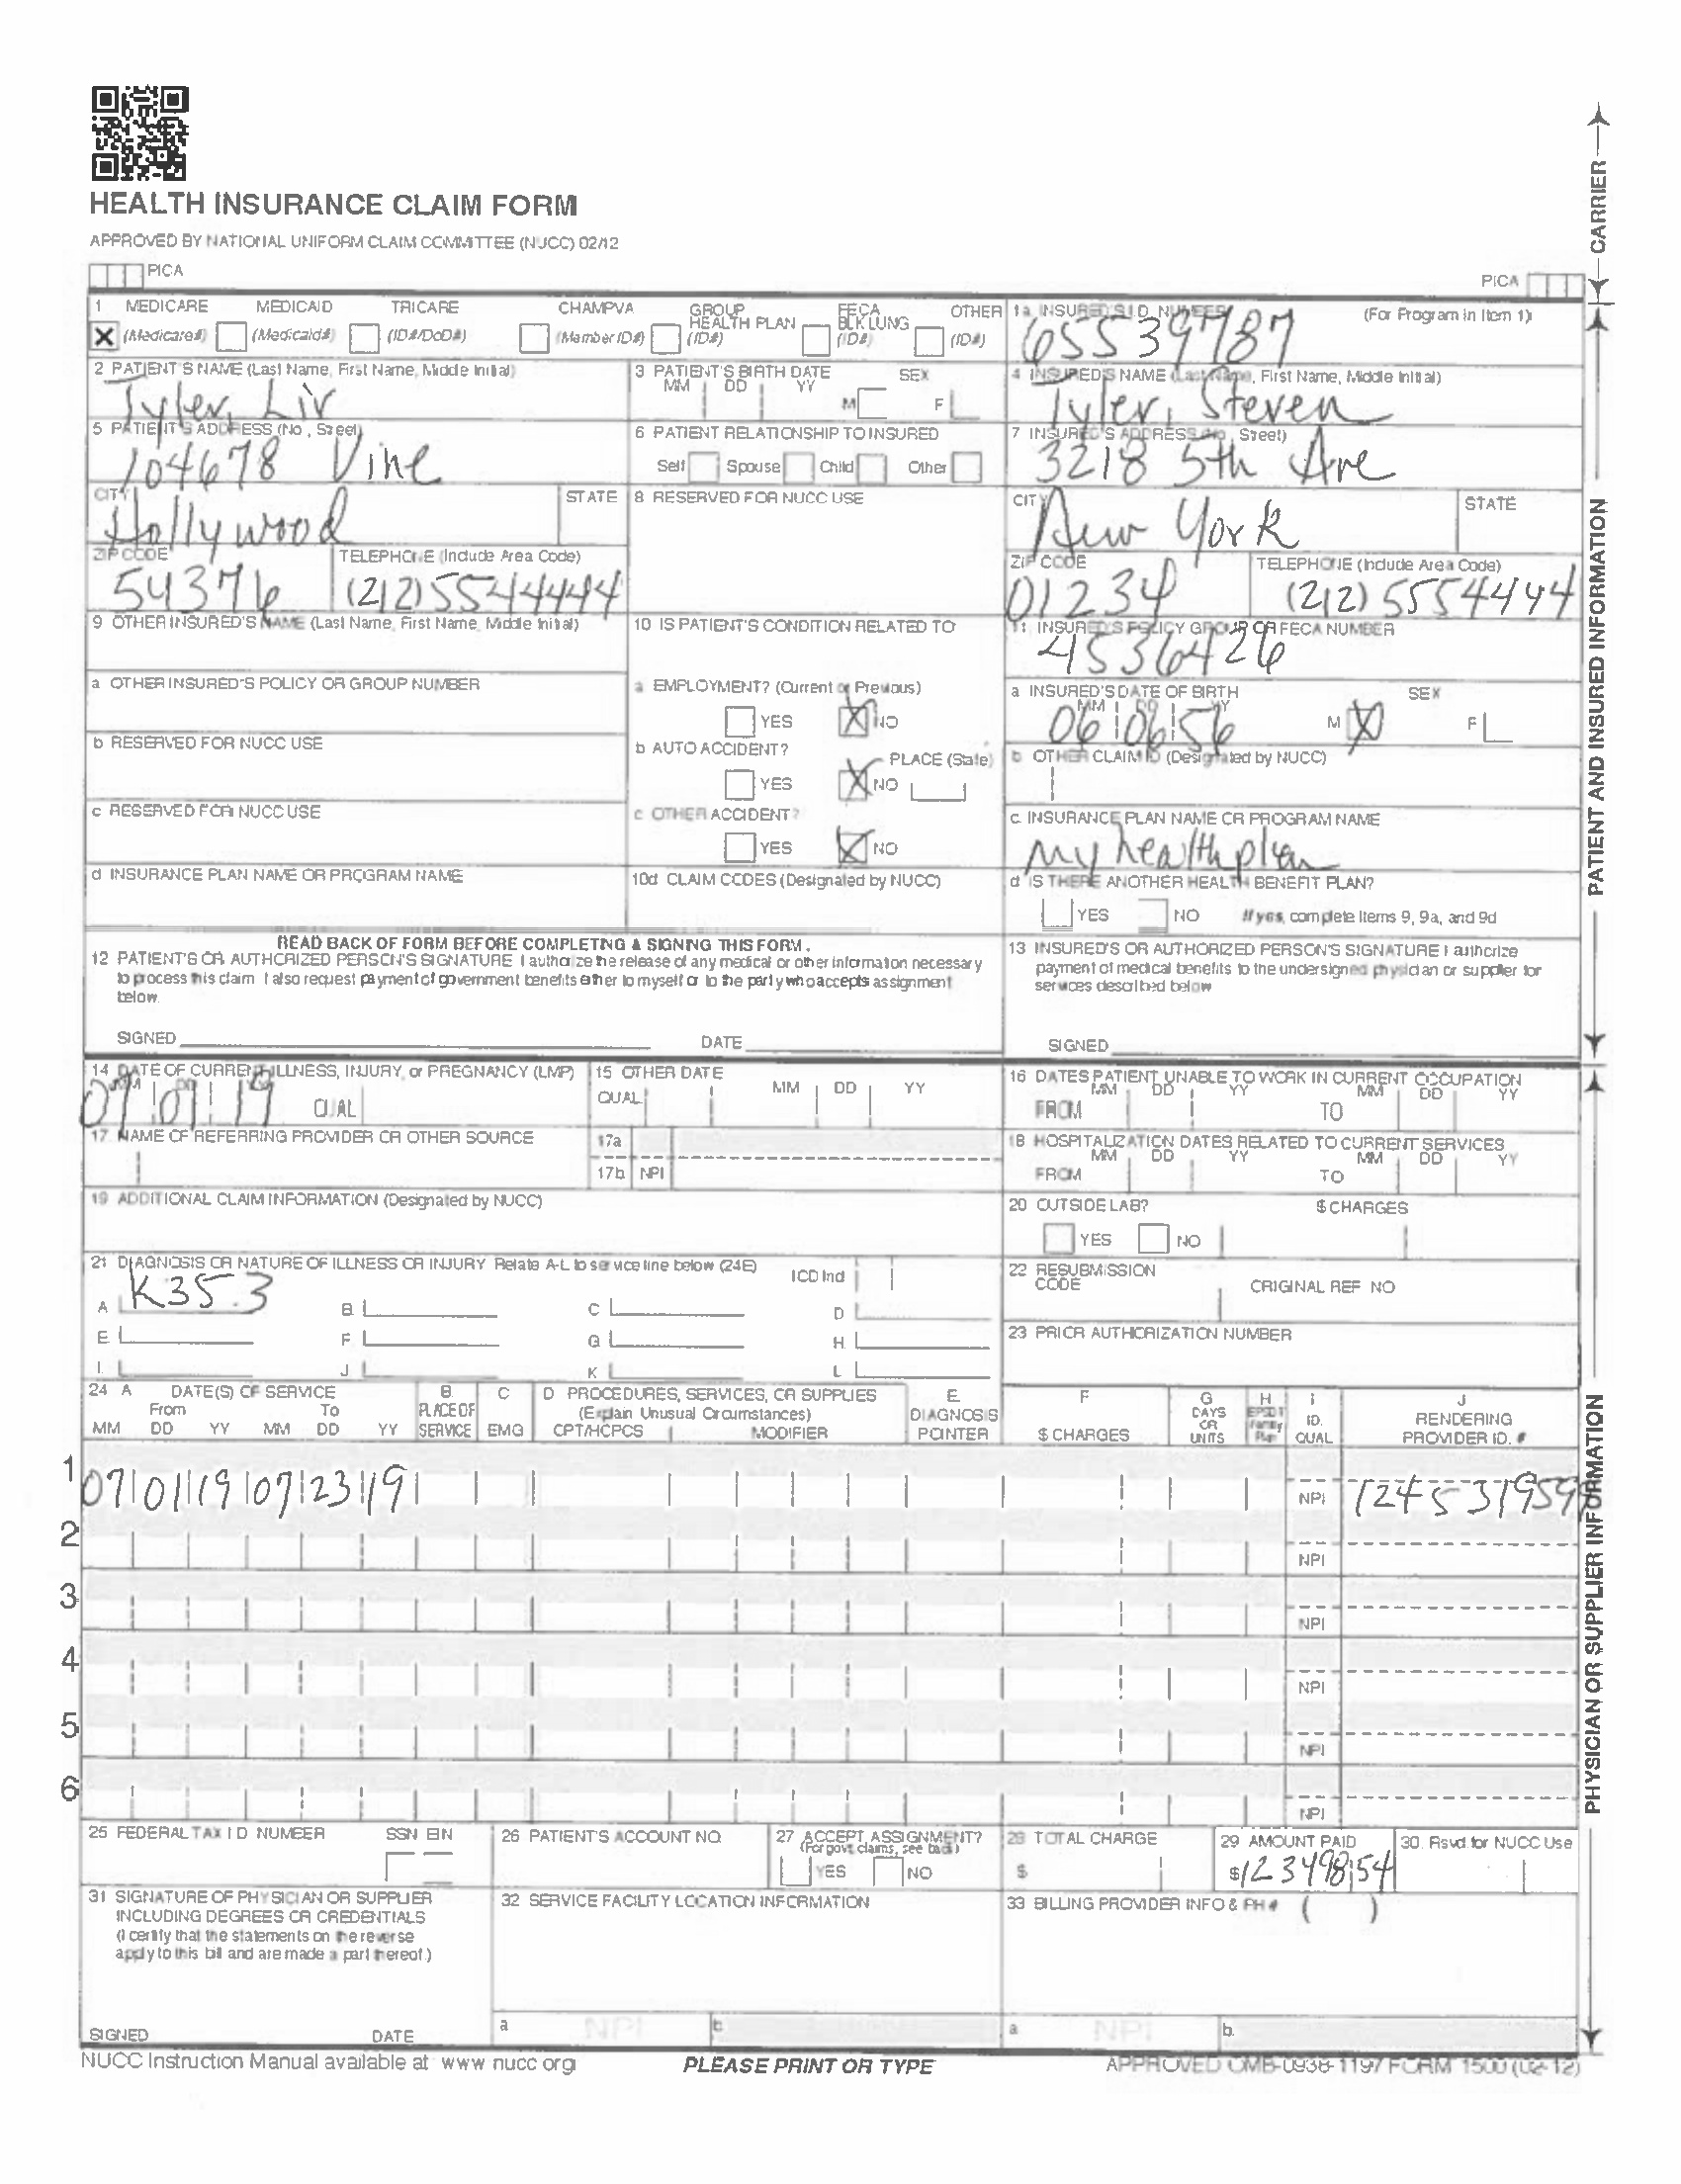 HEALTH INSURANCE CLAIM FORM
APPROVED BY NATIONAL UNIFORM CLAIM COMMITTEE (NUCC) 02/12
PICA
PICA
CARRIER
1 MEDICARE MEDICAID TRICARE CHAMPVA GROUP HEALTH PLAN FECA BLK LUNG OTHER
X (Medicare#) (Medicaid#) (ID#/DoD#) (Member ID#) (ID#) (ID#) (ID#)
1a INSURED'S I D NUMBER (For Program in Item 1)
65539787
2 PATIENT'S NAME (Last Name, First Name, Middle Initial)
Tyler, Liv
3 PATIENT'S BIRTH DATE SEX
MM DD YY M F
4 INSURED'S NAME (Last Name, First Name, Middle Initial)
Tyler, Steven
5 PATIENT'S ADDRESS (No, Street)
104678 Vine
6 PATIENT RELATIONSHIP TO INSURED
Self Spouse Child Other
7 INSURED'S ADDRESS (No, Street)
3218 5th Ave
CITY STATE
Hollywood
8 RESERVED FOR NUCC USE
CITY STATE
New York
ZIP CODE TELEPHONE (Include Area Code)
54376 (212)5544444
ZIP CODE TELEPHONE (Include Area Code)
01234 (212) 5554444
9 OTHER INSURED'S NAME (Last Name, First Name, Middle Initial)
10 IS PATIENT'S CONDITION RELATED TO
11 INSURED'S POLICY GROUP OR FECA NUMBER
4536426
a OTHER INSURED'S POLICY OR GROUP NUMBER
a EMPLOYMENT? (Current or Previous)
YES X NO
a INSURED'S DATE OF BIRTH SEX
MM DD YY
06 06 56 M X F
b RESERVED FOR NUCC USE
b AUTO ACCIDENT? PLACE (State)
YES X NO
b OTHER CLAIM ID (Designated by NUCC)
c RESERVED FOR NUCC USE
c OTHER ACCIDENT?
YES X NO
c. INSURANCE PLAN NAME OR PROGRAM NAME
my health plan
d INSURANCE PLAN NAME OR PROGRAM NAME
10d CLAIM CODES (Designated by NUCC)
d IS THERE ANOTHER HEALTH BENEFIT PLAN?
YES NO If yes, complete Items 9, 9a, and 9d
PATIENT AND INSURED INFORMATION
READ BACK OF FORM BEFORE COMPLETING & SIGNING THIS FORM.
12 PATIENT'S OR AUTHORIZED PERSON'S SIGNATURE I authorize the release of any medical or other information necessary
to process this claim I also request payment of government benefits either to myself or to the party who accepts assignment
below
SIGNED DATE
13 INSURED'S OR AUTHORIZED PERSON'S SIGNATURE I authorize
payment of medical benefits to the undersigned physician or supplier for
services described below
SIGNED
14 DATE OF CURRENT ILLNESS, INJURY, or PREGNANCY (LMP)
MM DD YY
07 01 19 QUAL
15 OTHER DATE
QUAL MM DD YY
16 DATES PATIENT UNABLE TO WORK IN CURRENT OCCUPATION
MM DD YY MM DD YY
FROM TO
17 NAME OF REFERRING PROVIDER OR OTHER SOURCE
17a
17b NPI
18 HOSPITALIZATION DATES RELATED TO CURRENT SERVICES
MM DD YY MM DD YY
FROM TO
19 ADDITIONAL CLAIM INFORMATION (Designated by NUCC)
20 OUTSIDE LAB? $ CHARGES
YES NO
21 DIAGNOSIS OR NATURE OF ILLNESS OR INJURY Relate A-L to service line below (24E) ICD Ind
A K35.3 B C D
E F G H
I J K L
22 RESUBMISSION
CODE ORIGINAL REF NO
23 PRIOR AUTHORIZATION NUMBER
24 A DATE(S) OF SERVICE
From To
MM DD YY MM DD YY
B PLACE OF SERVICE
C EMG
D PROCEDURES, SERVICES, OR SUPPLIES
(Explain Unusual Circumstances)
CPT/HCPCS MODIFIER
E DIAGNOSIS POINTER
F $ CHARGES
G DAYS OR UNITS
H EPSDT Family Plan
I ID. QUAL
J RENDERING PROVIDER ID. #
1 07 01 19 07 23 19 NPI
2 NPI
3 NPI
4 NPI
5 NPI
6 NPI
PHYSICIAN OR SUPPLIER INFORMATION
25 FEDERAL TAX I D NUMBER SSN EIN
26 PATIENT'S ACCOUNT NO
27 ACCEPT ASSIGNMENT?
(For govt claims, see back)
YES NO
28 TOTAL CHARGE
$
29 AMOUNT PAID
$ 123498 54
30. Rsvd for NUCC Use
31 SIGNATURE OF PHYSICIAN OR SUPPLIER
INCLUDING DEGREES OR CREDENTIALS
(I certify that the statements on the reverse
apply to this bill and are made a part thereof.)
SIGNED DATE
32 SERVICE FACILITY LOCATION INFORMATION
a NPI b
33 BILLING PROVIDER INFO & PH # ( )
a NPI b.
NUCC Instruction Manual available at www nucc org
PLEASE PRINT OR TYPE
APPROVED OMB-0938-1197 FORM 1500 (02-12)